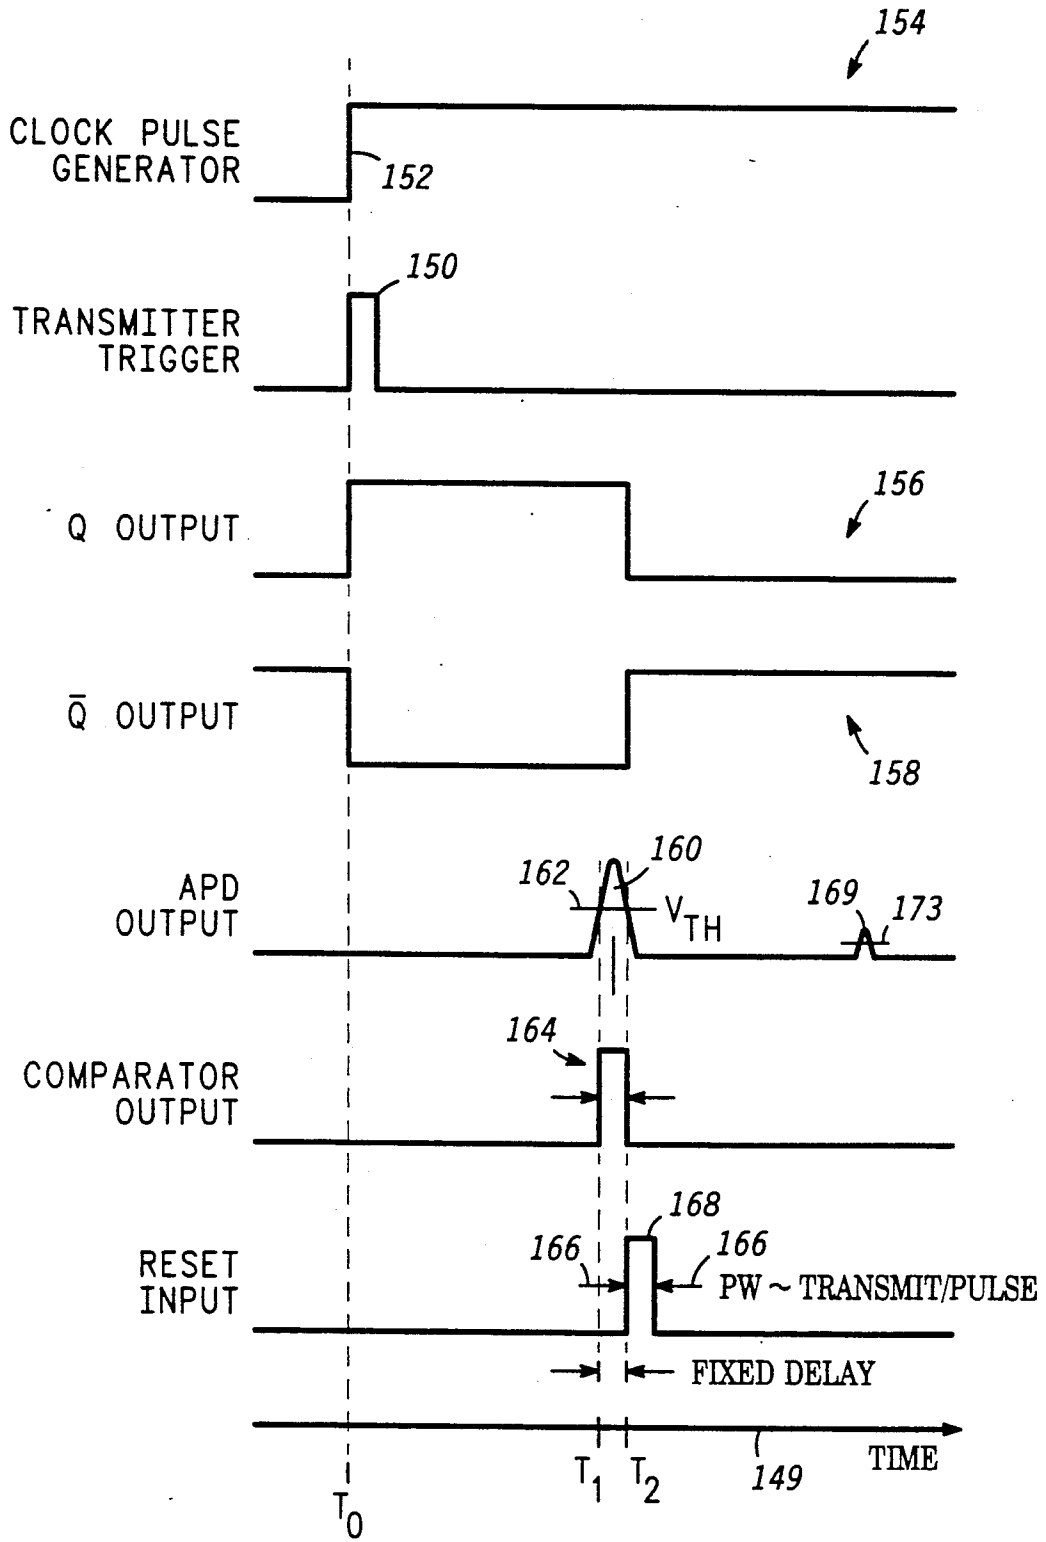 154
CLOCK PULSE
GENERATOR
152
150
TRANSMITTER
TRIGGER
156
Q OUTPUT
Q̅ OUTPUT
158
APD
OUTPUT
162
160
V_TH
169
173
164
COMPARATOR
OUTPUT
168
RESET
INPUT
166
166
PW ~ TRANSMIT/PULSE
FIXED DELAY
TIME
T_1
T_2
149
T_0